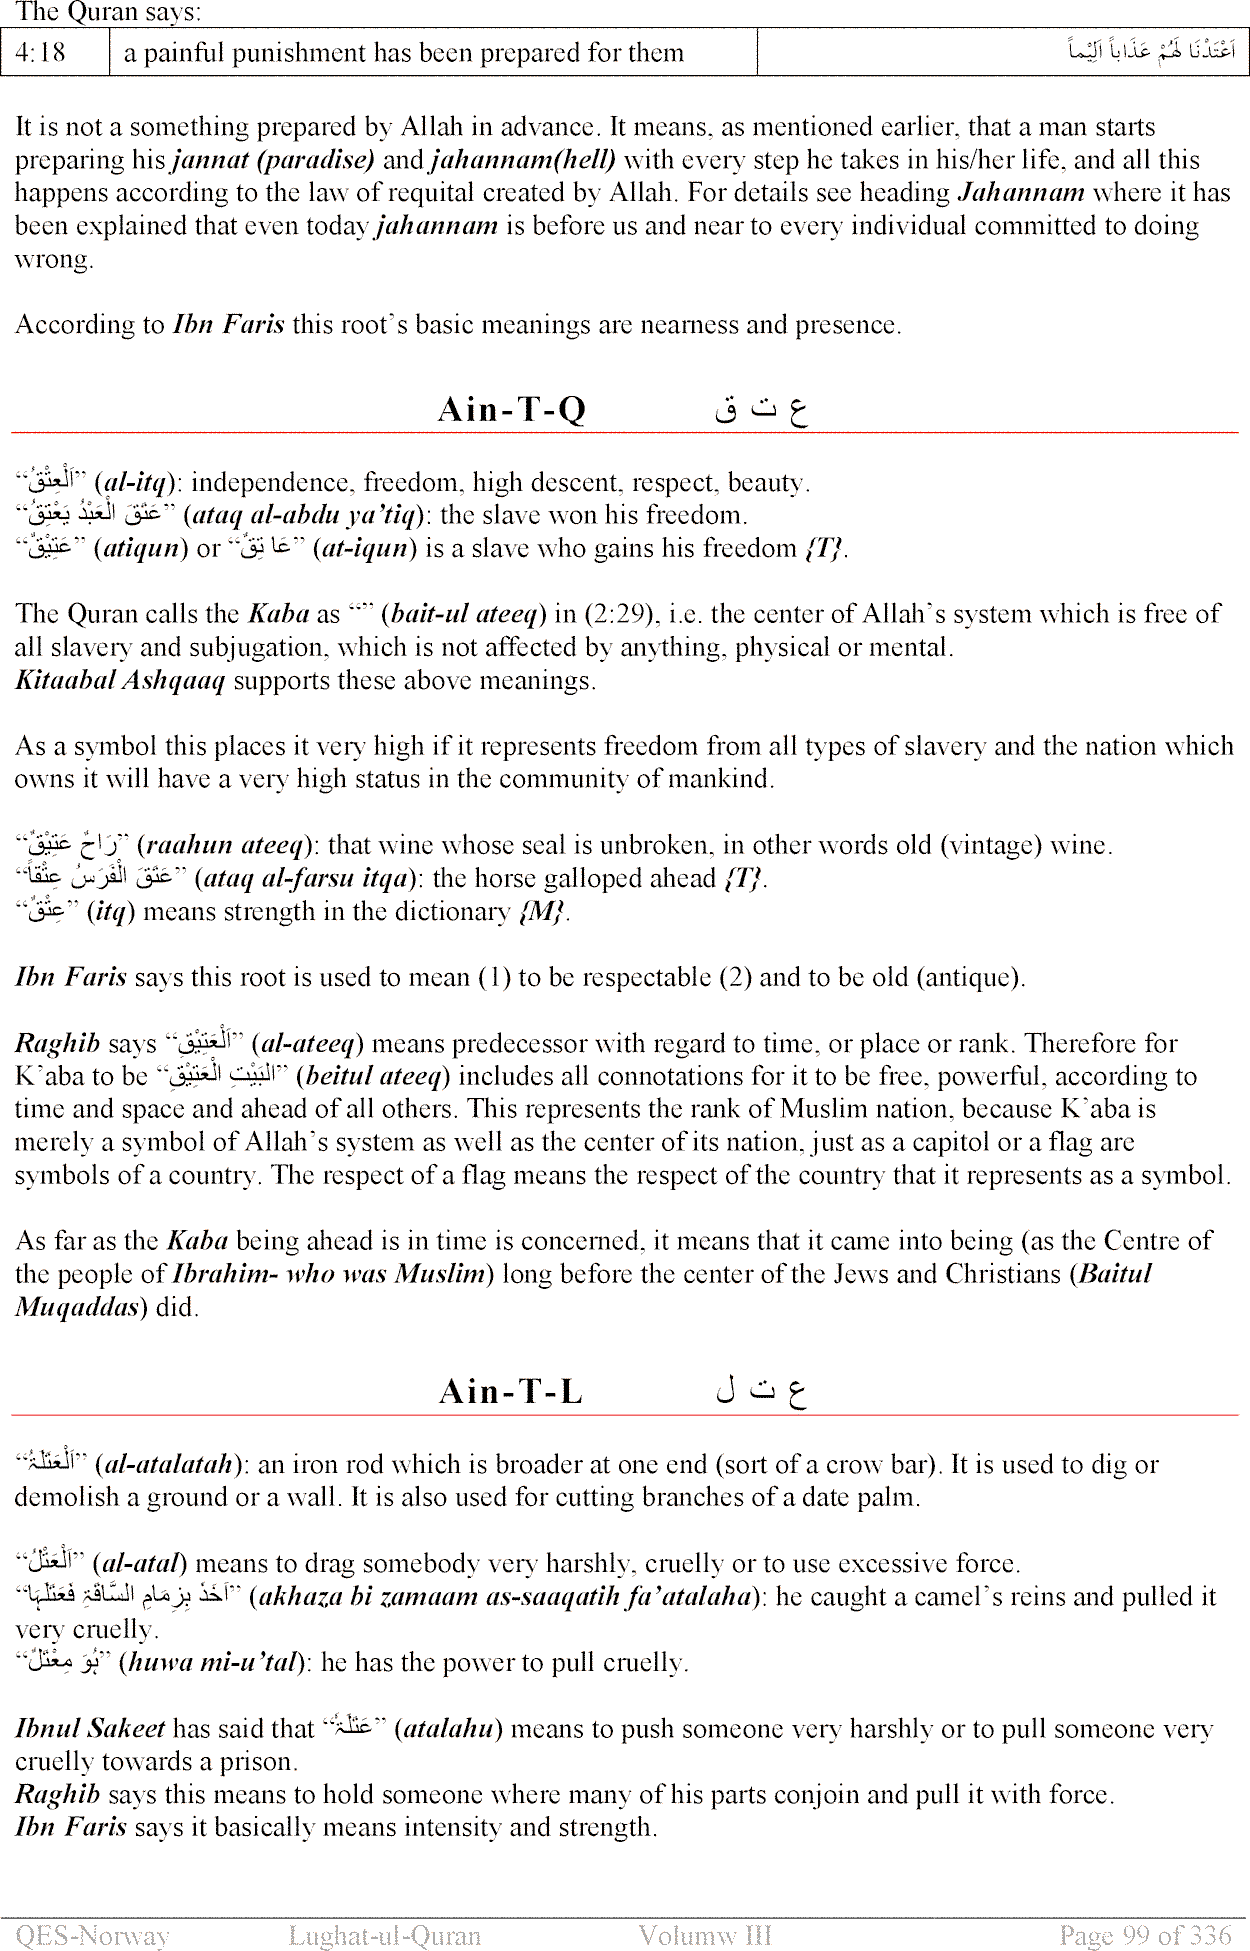 The Quran says:
4:18 a painful punishment has been prepared for them اَعْتَدْنَا لَهُمْ عَذَاباً اَلِيْماً
It is not a something prepared by Allah in advance. It means, as mentioned earlier, that a man starts
preparing his jannat (paradise) and jahannam(hell) with every step he takes in his/her life, and all this
happens according to the law of requital created by Allah. For details see heading Jahannam where it has
been explained that even today jahannam is before us and near to every individual committed to doing
wrong.
According to Ibn Faris this root’s basic meanings are nearness and presence.
Ain-T-Q ع ت ق
“اَلْعِتْقُ” (al-itq): independence, freedom, high descent, respect, beauty.
“عَتَقَ الْعَبْدُ يَعْتِقُ” (ataq al-abdu ya’tiq): the slave won his freedom.
“عَتِيْقٌ” (atiqun) or “عَا تِقٌ” (at-iqun) is a slave who gains his freedom {T}.
The Quran calls the Kaba as “” (bait-ul ateeq) in (2:29), i.e. the center of Allah’s system which is free of
all slavery and subjugation, which is not affected by anything, physical or mental.
Kitaabal Ashqaaq supports these above meanings.
As a symbol this places it very high if it represents freedom from all types of slavery and the nation which
owns it will have a very high status in the community of mankind.
“رَاحٌ عَتِيْقٌ” (raahun ateeq): that wine whose seal is unbroken, in other words old (vintage) wine.
“عَتَقَ الْفَرَسُ عِتْقاً” (ataq al-farsu itqa): the horse galloped ahead {T}.
“عِتْقٌ” (itq) means strength in the dictionary {M}.
Ibn Faris says this root is used to mean (1) to be respectable (2) and to be old (antique).
Raghib says “اَلْعَتِيْقِ” (al-ateeq) means predecessor with regard to time, or place or rank. Therefore for
K’aba to be “الْبَيْتِ الْعَتِيْقِ” (beitul ateeq) includes all connotations for it to be free, powerful, according to
time and space and ahead of all others. This represents the rank of Muslim nation, because K’aba is
merely a symbol of Allah’s system as well as the center of its nation, just as a capitol or a flag are
symbols of a country. The respect of a flag means the respect of the country that it represents as a symbol.
As far as the Kaba being ahead is in time is concerned, it means that it came into being (as the Centre of
the people of Ibrahim- who was Muslim) long before the center of the Jews and Christians (Baitul
Muqaddas) did.
Ain-T-L ع ت ل
“اَلْعَتَلَۃُ” (al-atalatah): an iron rod which is broader at one end (sort of a crow bar). It is used to dig or
demolish a ground or a wall. It is also used for cutting branches of a date palm.
“اَلْعَتْلُ” (al-atal) means to drag somebody very harshly, cruelly or to use excessive force.
“اَخَذَ بِزِمَامِ السَّاقَۃِ فَعَتَلَہَا” (akhaza bi zamaam as-saaqatih fa’atalaha): he caught a camel’s reins and pulled it
very cruelly.
“ہُوَ مِعْتَلٌ” (huwa mi-u’tal): he has the power to pull cruelly.
Ibnul Sakeet has said that “عَتَلَہٗ” (atalahu) means to push someone very harshly or to pull someone very
cruelly towards a prison.
Raghib says this means to hold someone where many of his parts conjoin and pull it with force.
Ibn Faris says it basically means intensity and strength.
QES-Norway Lughat-ul-Quran Volumw III Page 99 of 336